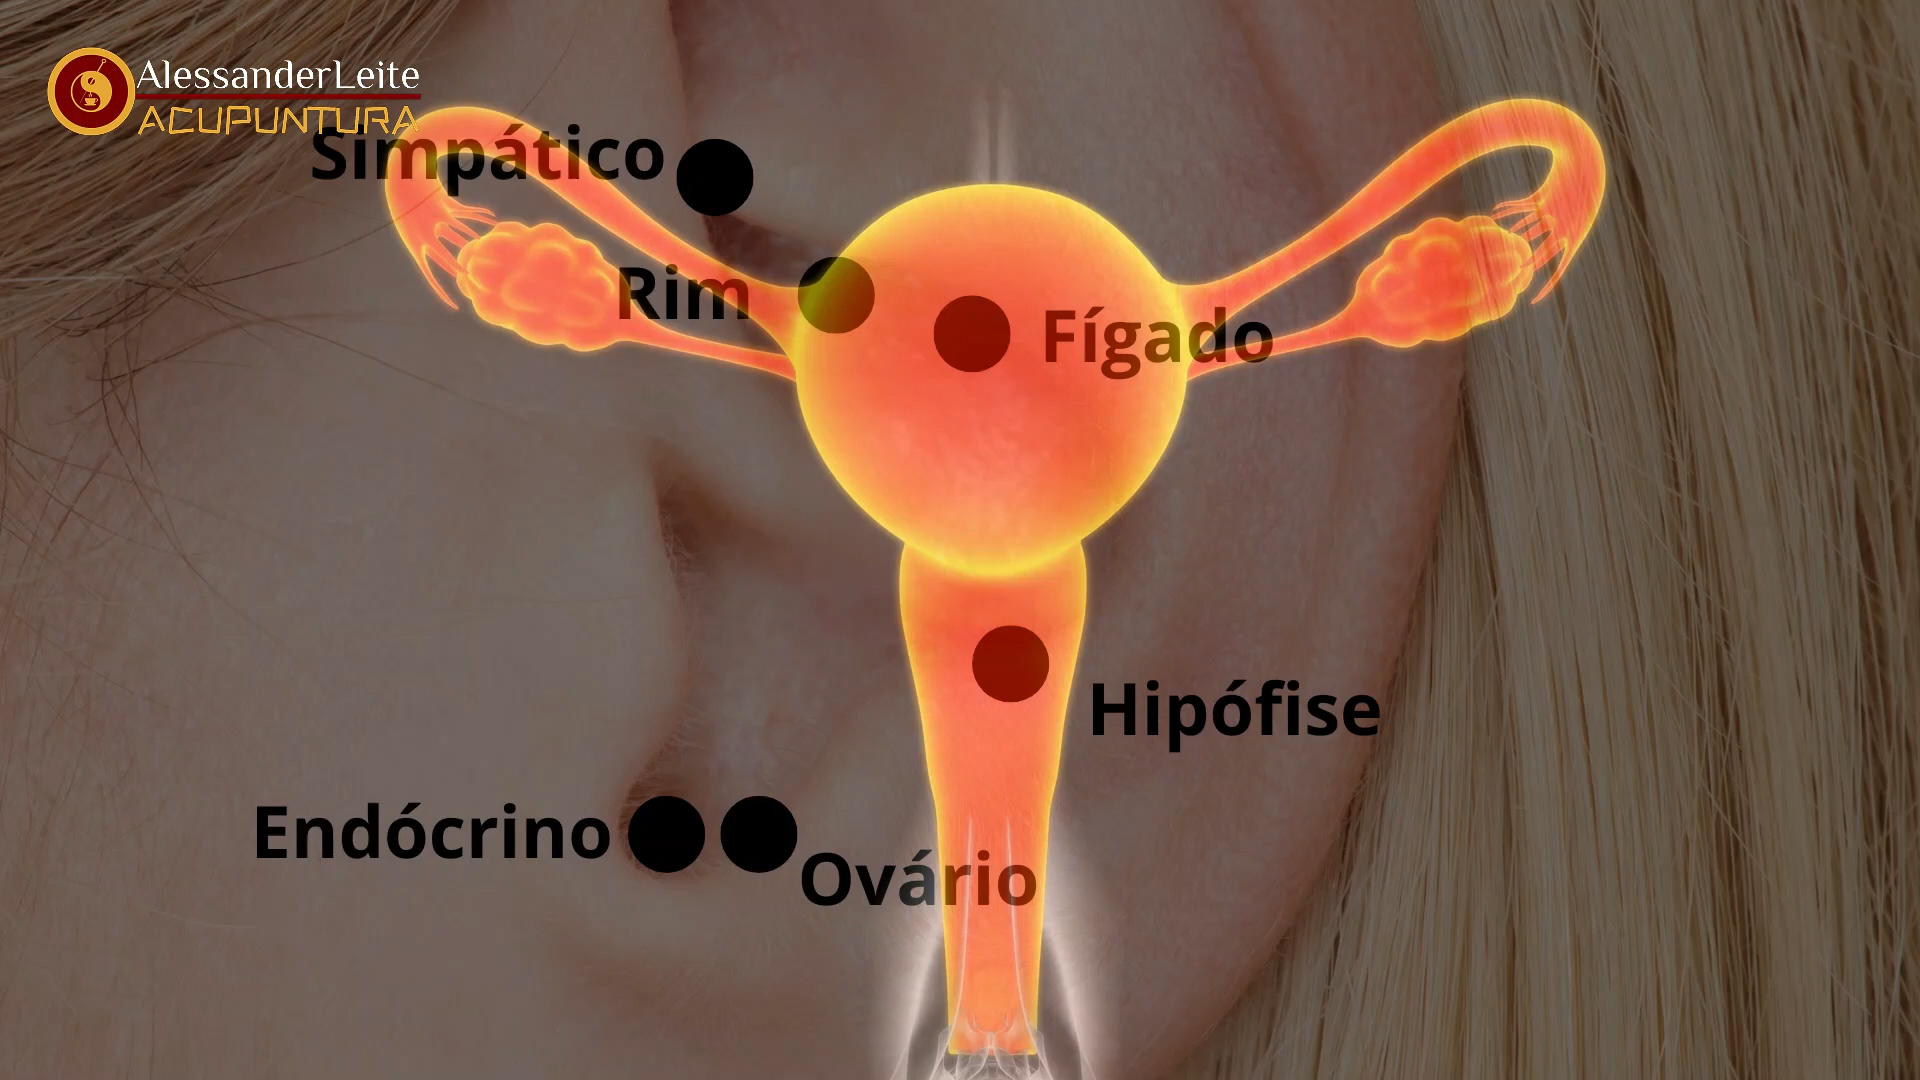 AlessanderLeite
ACUPUNTURA
Simpático
Rim
Fígado
Hipófise
Endócrino
Ovário